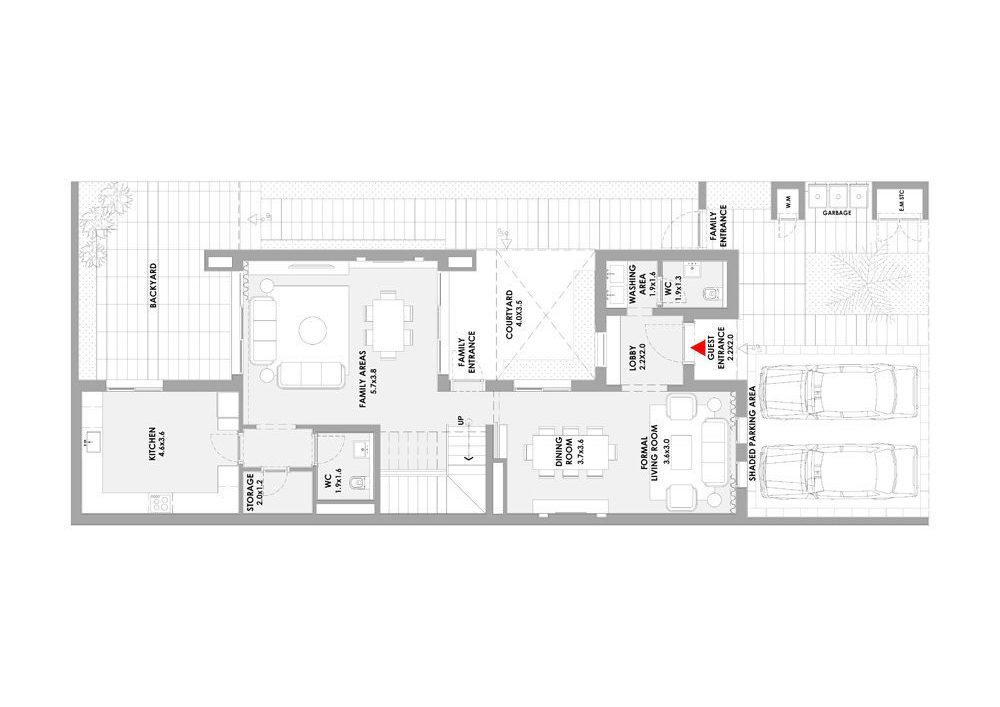 W.M
GARBAGE
E.M STC
FAMILY
ENTRANCE
BACKYARD
COURTYARD
4.0X3.5
WASHING
AREA
1.9x1.6
WC
1.9x1.3
FAMILY
ENTRANCE
FAMILY AREAS
5.7x3.8
LOBBY
2.2X2.0
GUEST
ENTRANCE
2.2X2.0
SHADED PARKING AREA
KITCHEN
4.6x3.6
UP
STORAGE
2.0x1.2
WC
1.9x1.6
DINING
ROOM
3.7x3.6
FORMAL
LIVING ROOM
3.6x3.0